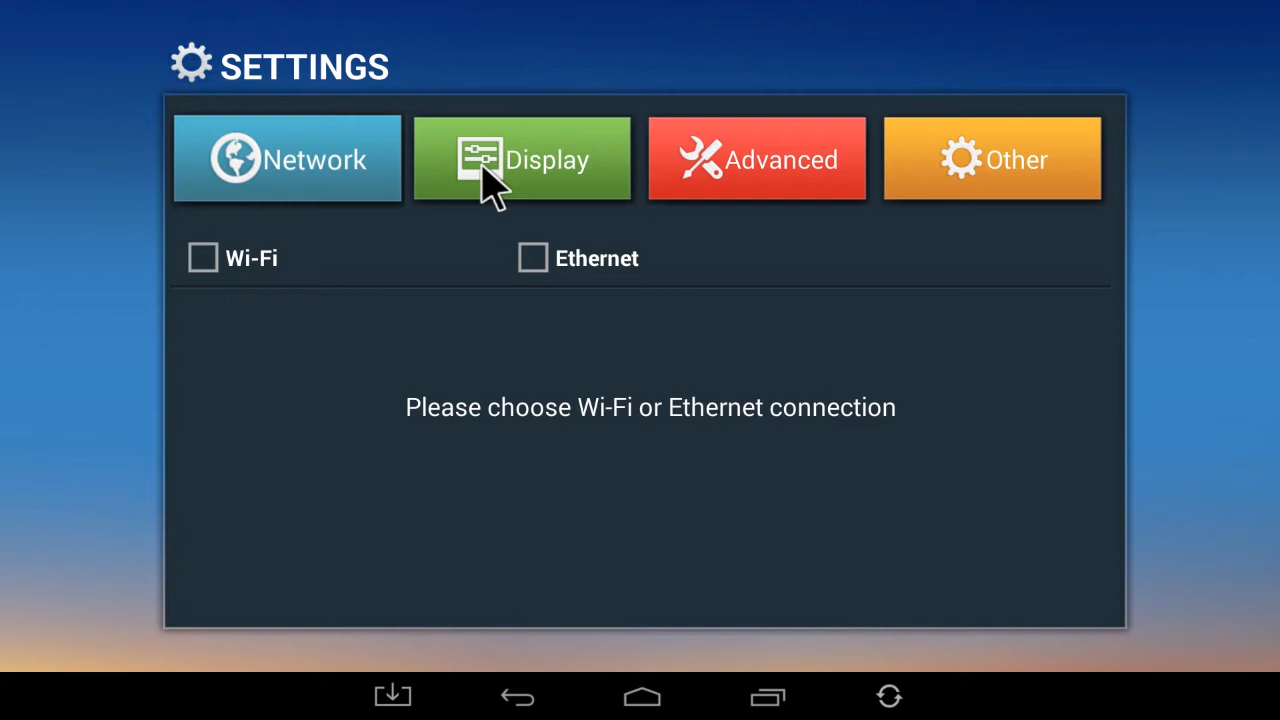 SETTINGS
Network Display Advanced Other
Wi-Fi Ethernet
Please choose Wi-Fi or Ethernet connection